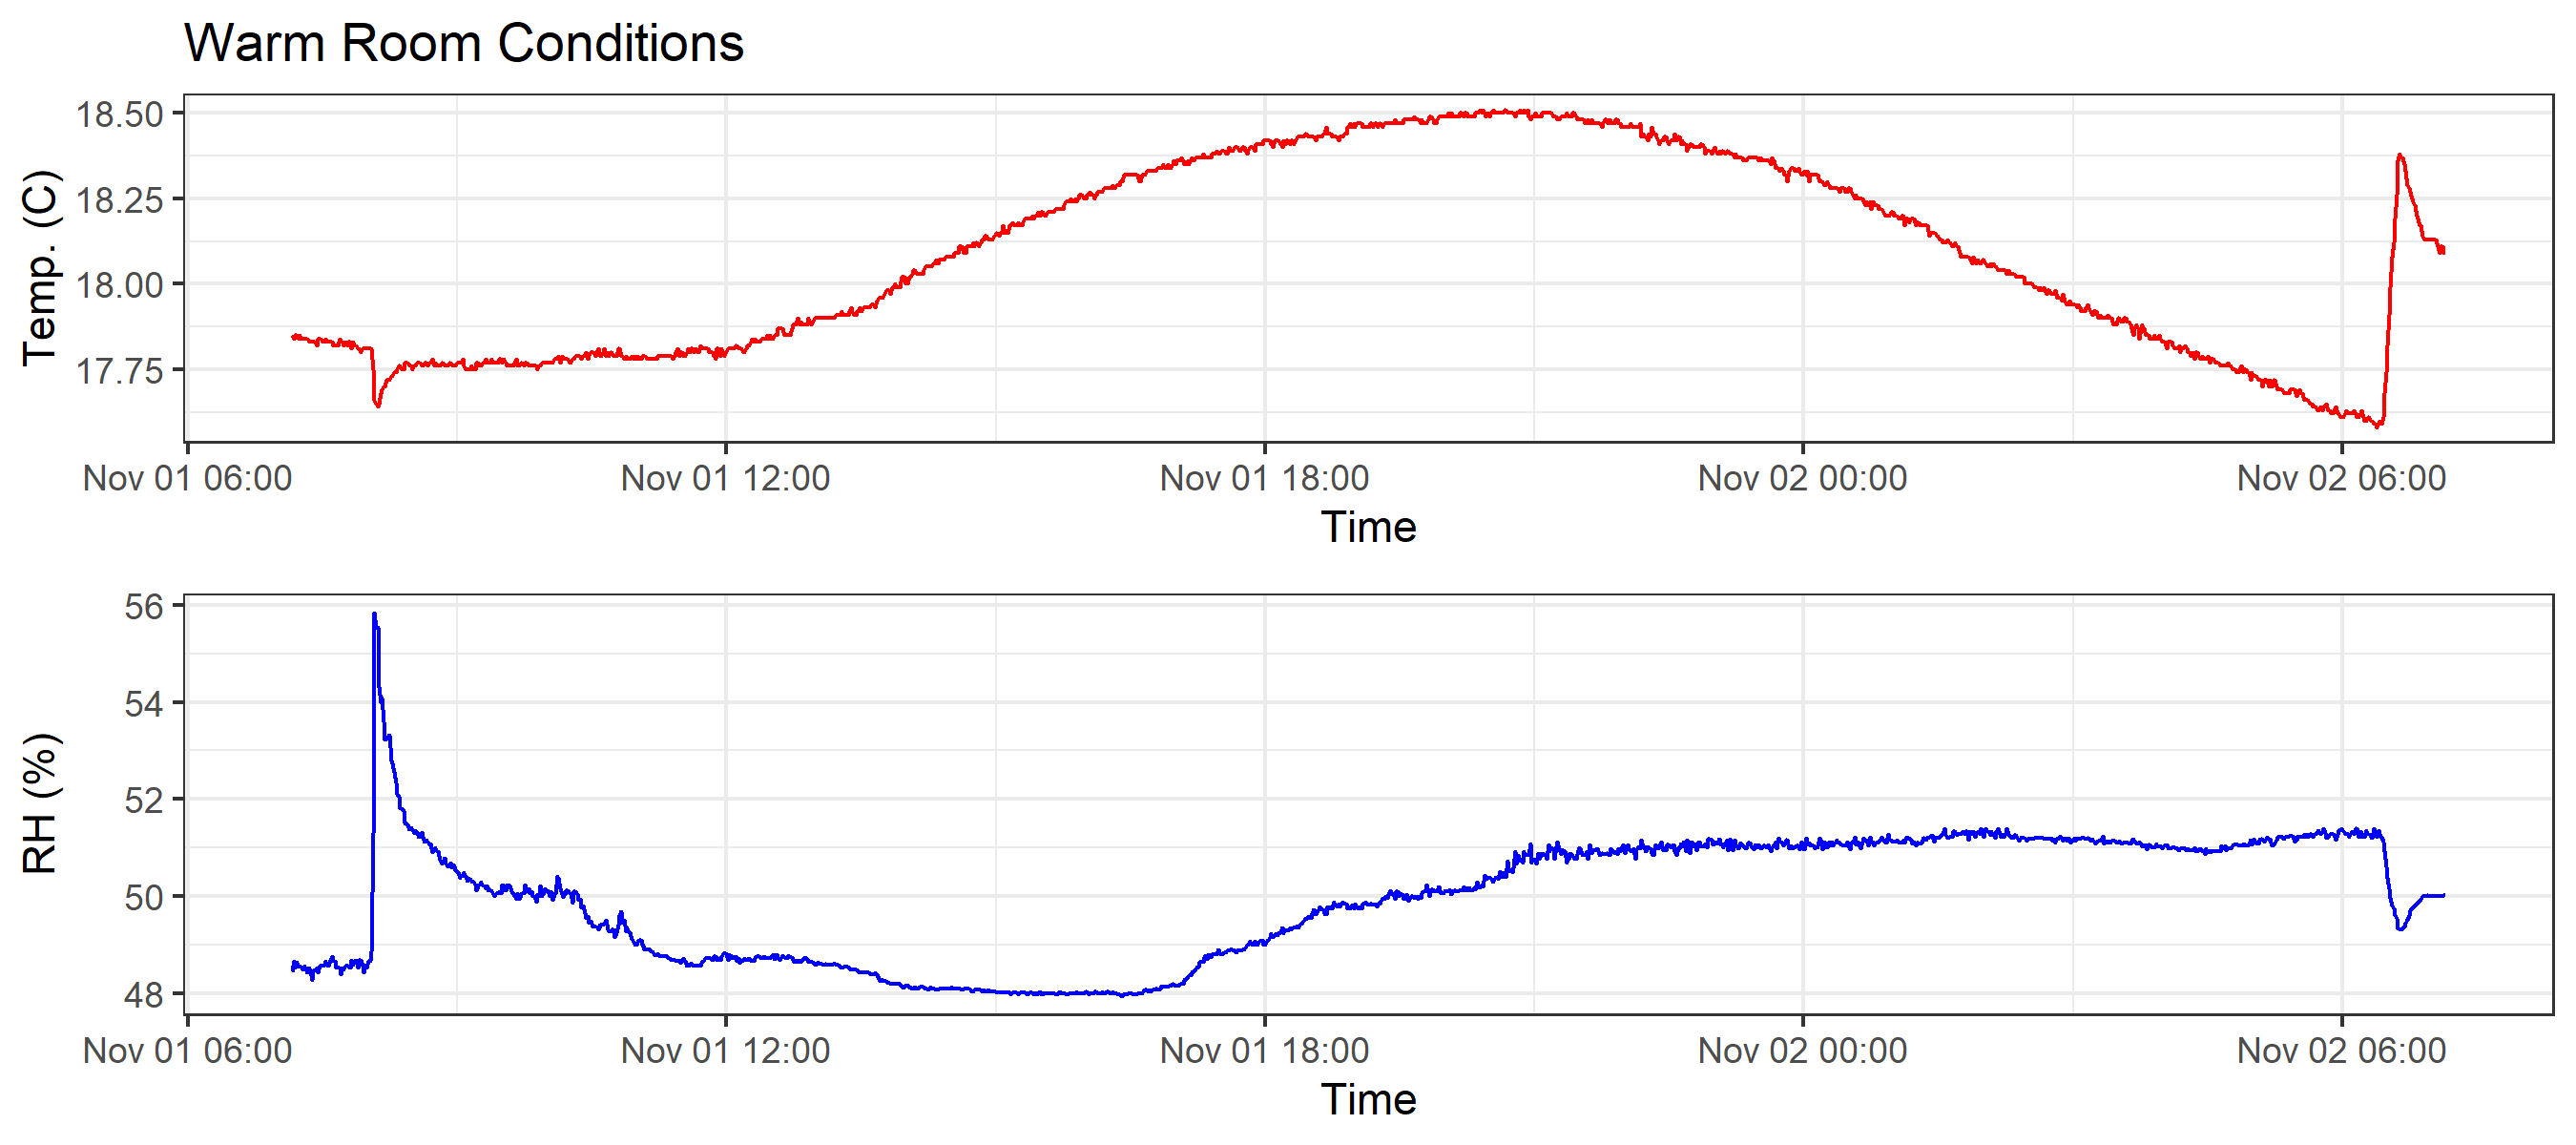 Warm Room Conditions
Temp. (C)
18.50
18.25
18.00
17.75
Nov 01 06:00 Nov 01 12:00 Nov 01 18:00 Nov 02 00:00 Nov 02 06:00
Time
RH (%)
56
54
52
50
48
Nov 01 06:00 Nov 01 12:00 Nov 01 18:00 Nov 02 00:00 Nov 02 06:00
Time